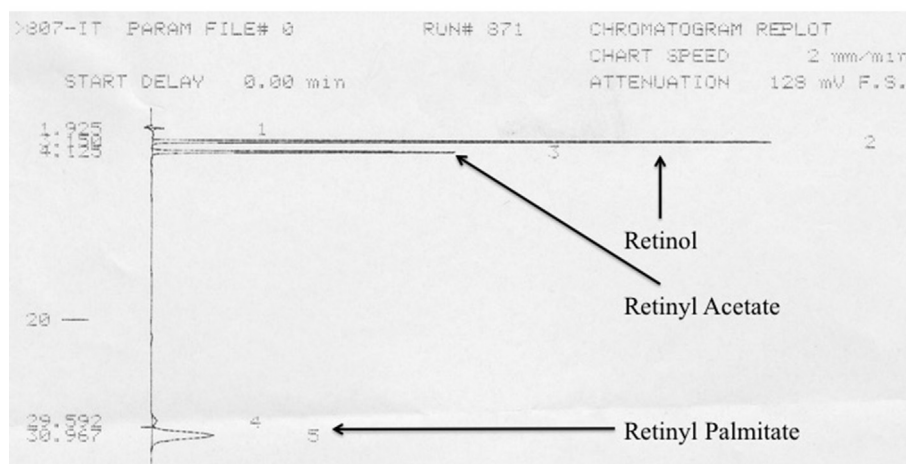 >807-IT PARAM FILE# 0 RUN# 871 CHROMATOGRAM REPLOT
CHART SPEED 2 mm/min
START DELAY 0.00 min ATTENUATION 128 mV F.S.
1.925 1
2
4.125 3
Retinol
Retinyl Acetate
20
29.592 4
30.967 5
Retinyl Palmitate